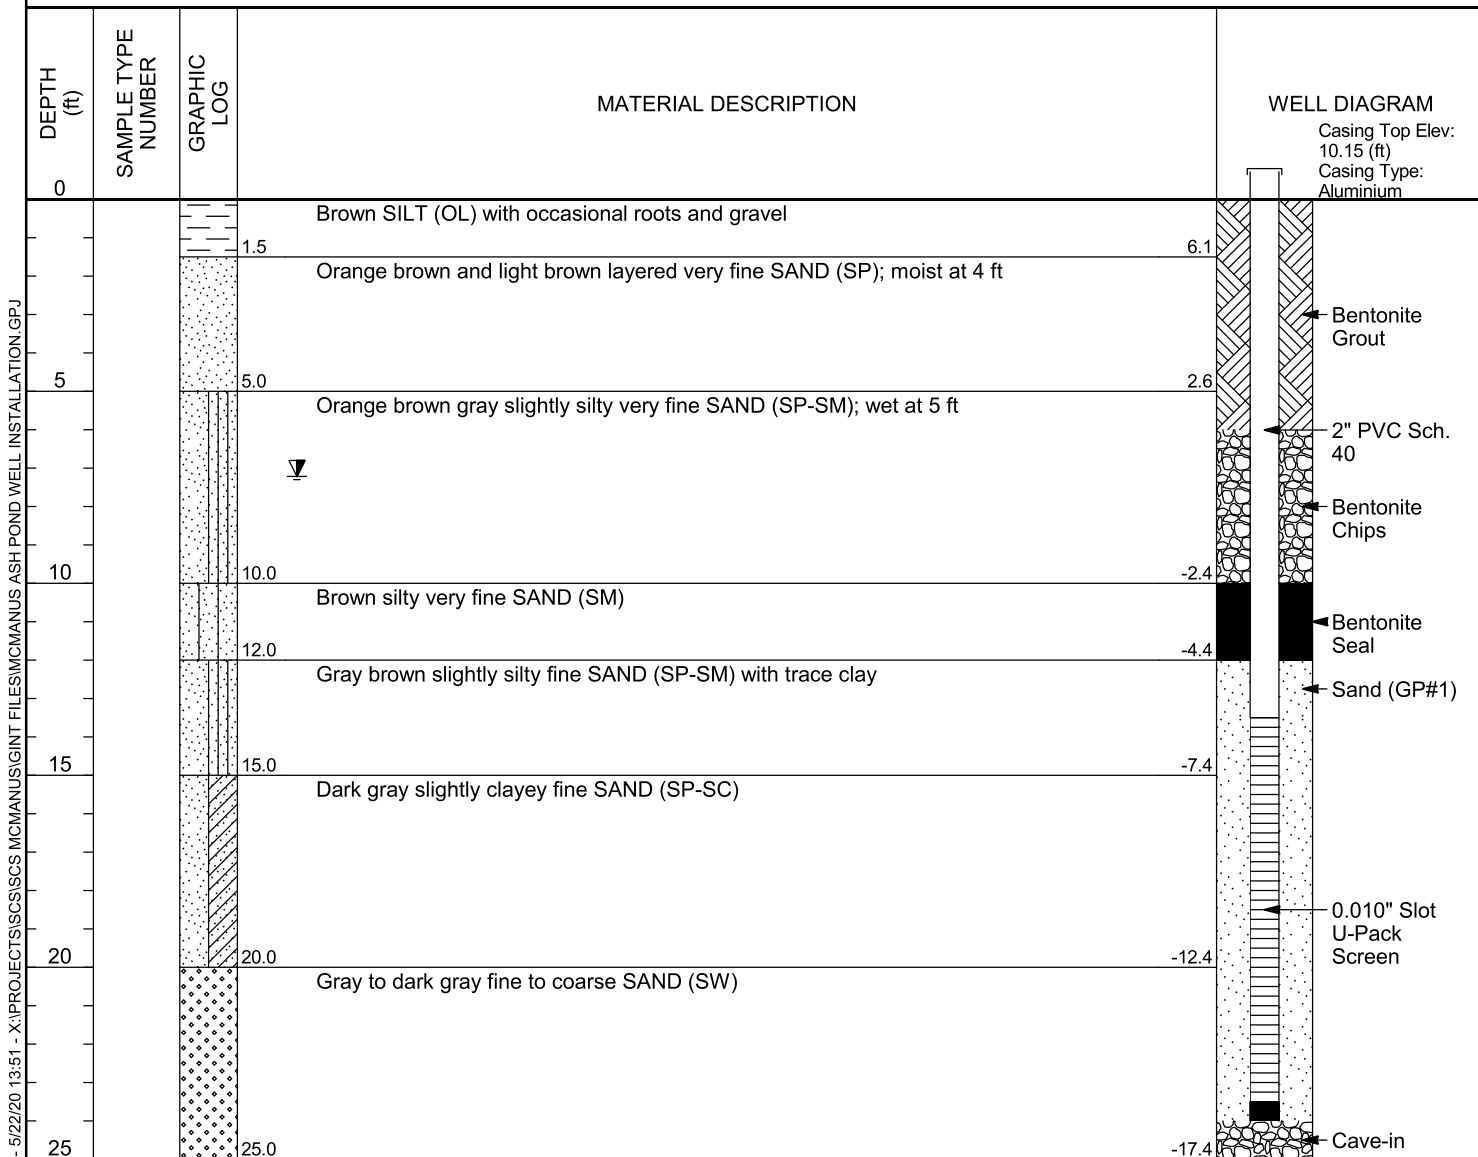 DEPTH
(ft)
SAMPLE TYPE
NUMBER
GRAPHIC
LOG
MATERIAL DESCRIPTION
WELL DIAGRAM
Casing Top Elev:
10.15 (ft)
Casing Type:
Aluminium
0
Brown SILT (OL) with occasional roots and gravel
1.5
6.1
Orange brown and light brown layered very fine SAND (SP); moist at 4 ft
Bentonite
Grout
5
5.0
2.6
Orange brown gray slightly silty very fine SAND (SP-SM); wet at 5 ft
2" PVC Sch.
40
Bentonite
Chips
10
10.0
-2.4
Brown silty very fine SAND (SM)
Bentonite
Seal
12.0
-4.4
Gray brown slightly silty fine SAND (SP-SM) with trace clay
Sand (GP#1)
15
15.0
-7.4
Dark gray slightly clayey fine SAND (SP-SC)
0.010" Slot
U-Pack
Screen
20
20.0
-12.4
Gray to dark gray fine to coarse SAND (SW)
Cave-in
25
25.0
-17.4
- 5/22/20 13:51 - X:\PROJECTS\SCS\SCS MCMANUS\GINT FILES\MCMANUS ASH POND WELL INSTALLATION.GPJ